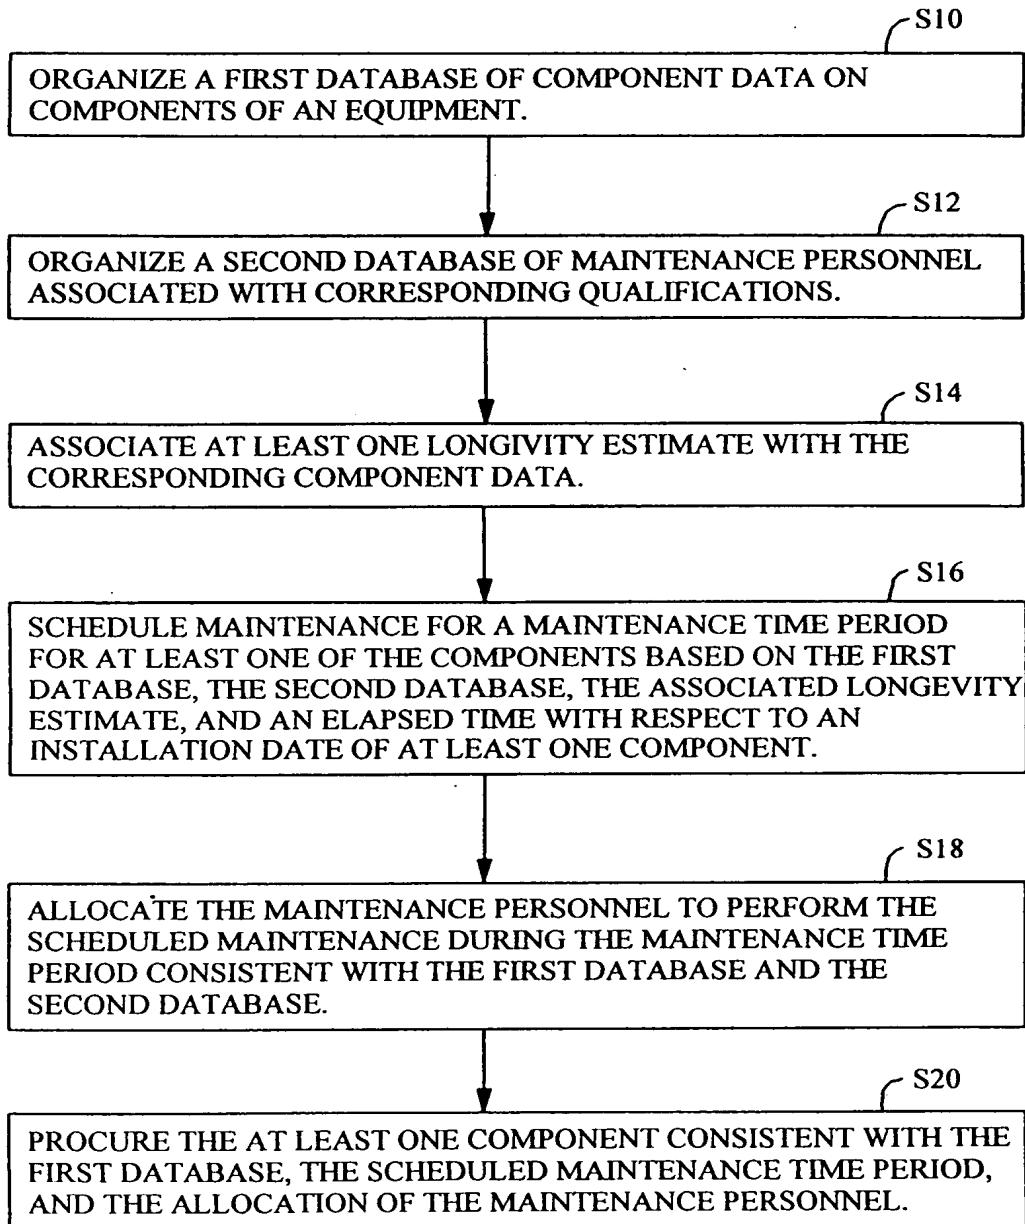 S10
ORGANIZE A FIRST DATABASE OF COMPONENT DATA ON
COMPONENTS OF AN EQUIPMENT.
S12
ORGANIZE A SECOND DATABASE OF MAINTENANCE PERSONNEL
ASSOCIATED WITH CORRESPONDING QUALIFICATIONS.
S14
ASSOCIATE AT LEAST ONE LONGIVITY ESTIMATE WITH THE
CORRESPONDING COMPONENT DATA.
S16
SCHEDULE MAINTENANCE FOR A MAINTENANCE TIME PERIOD
FOR AT LEAST ONE OF THE COMPONENTS BASED ON THE FIRST
DATABASE, THE SECOND DATABASE, THE ASSOCIATED LONGEVITY
ESTIMATE, AND AN ELAPSED TIME WITH RESPECT TO AN
INSTALLATION DATE OF AT LEAST ONE COMPONENT.
S18
ALLOCATE THE MAINTENANCE PERSONNEL TO PERFORM THE
SCHEDULED MAINTENANCE DURING THE MAINTENANCE TIME
PERIOD CONSISTENT WITH THE FIRST DATABASE AND THE
SECOND DATABASE.
S20
PROCURE THE AT LEAST ONE COMPONENT CONSISTENT WITH THE
FIRST DATABASE, THE SCHEDULED MAINTENANCE TIME PERIOD,
AND THE ALLOCATION OF THE MAINTENANCE PERSONNEL.